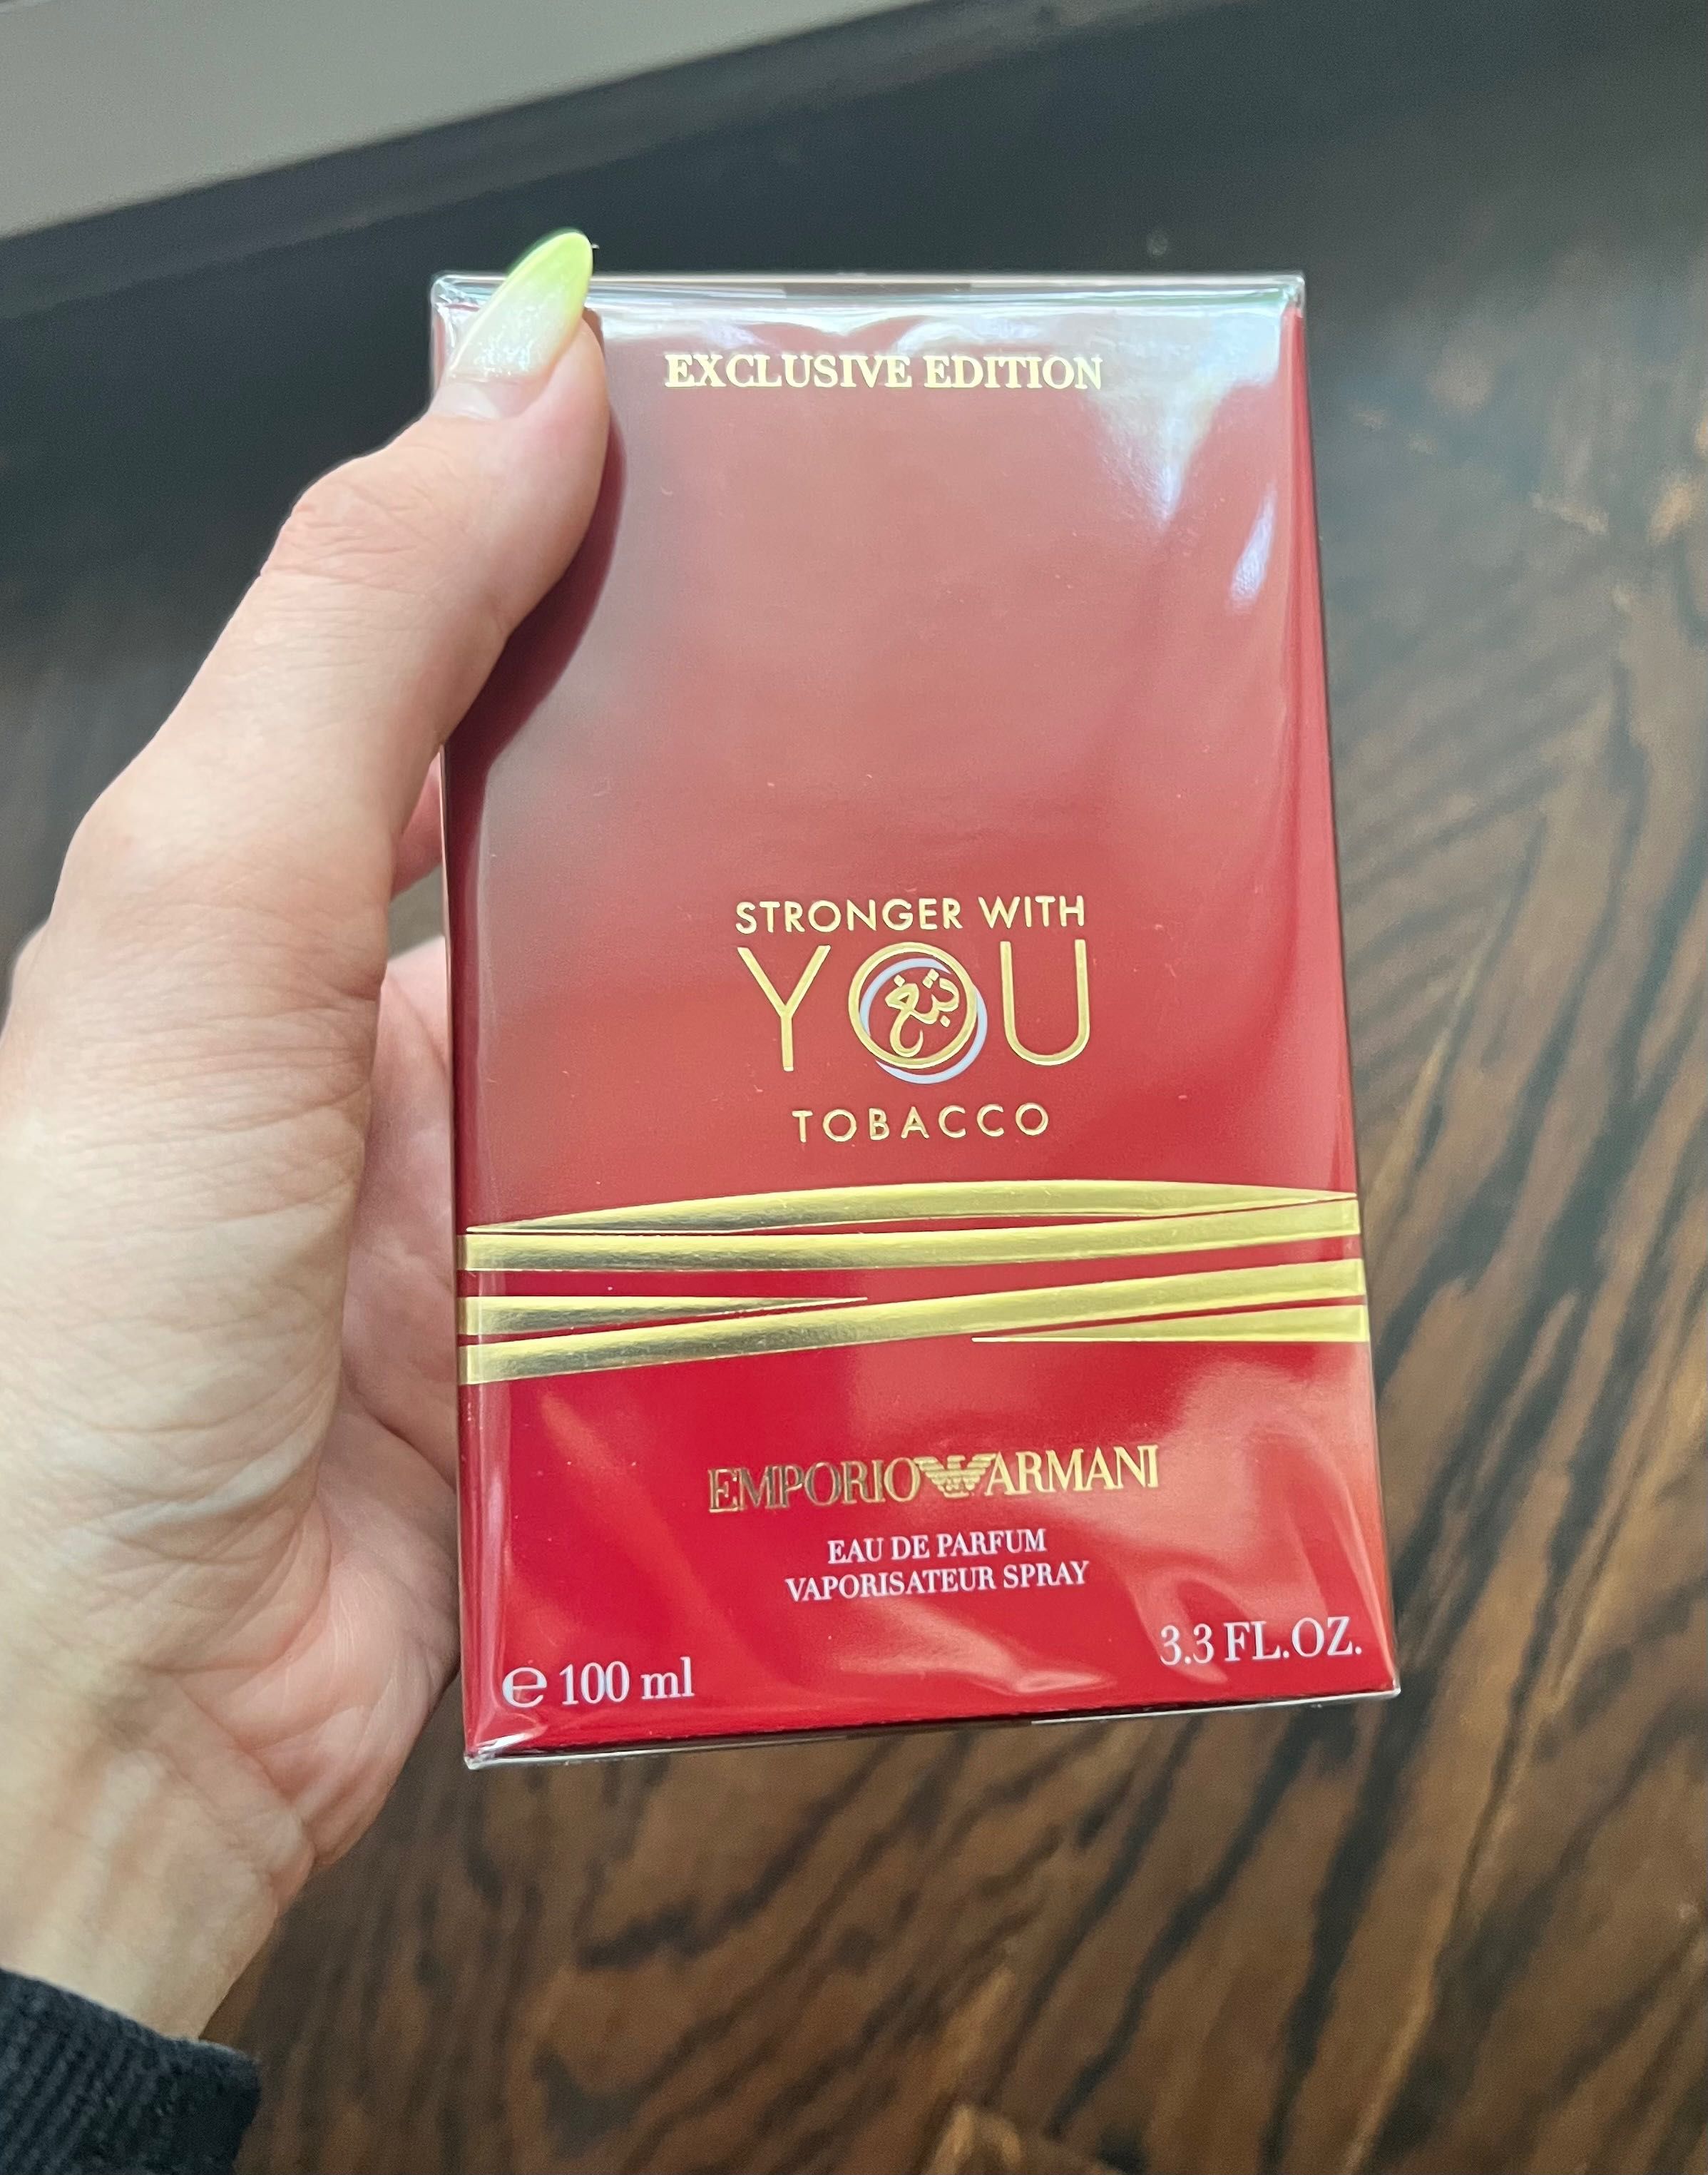 EXCLUSIVE EDITION
STRONGER WITH
YOU
تبغ
TOBACCO
EMPORIO ARMANI
EAU DE PARFUM
VAPORISATEUR SPRAY
℮ 100 ml
3.3 FL.OZ.